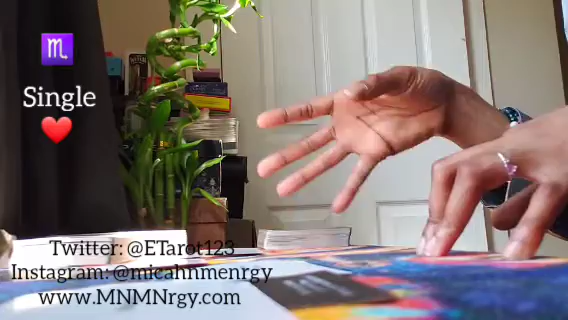 ♏
Single
❤️
Twitter: @ETarot123
Instagram: @micahnmenrgy
www.MNMNrgy.com